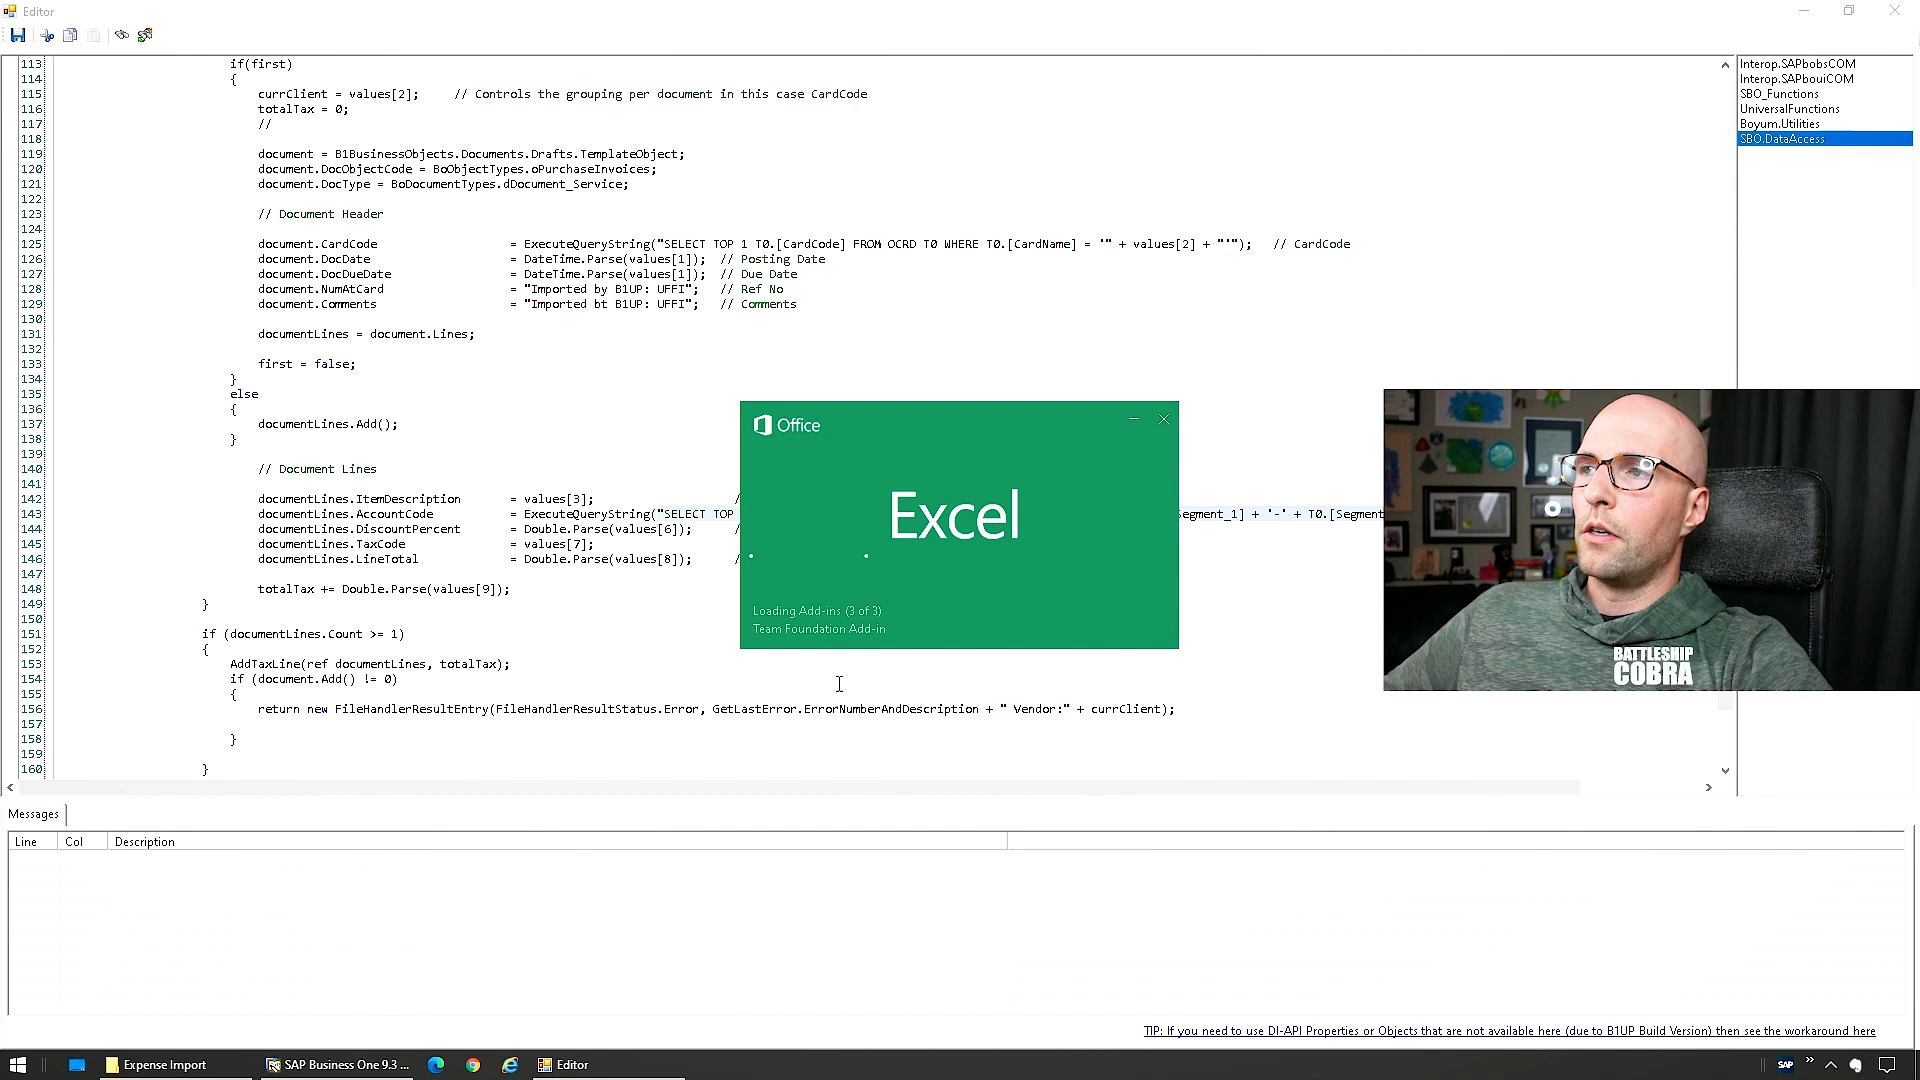 Editor
113 if(first)
114 {
115 currClient = values[2]; // Controls the grouping per document in this case CardCode
116 totalTax = 0;
117 //
118
119 document = B1BusinessObjects.Documents.Drafts.TemplateObject;
120 document.DocObjectCode = BoObjectTypes.oPurchaseInvoices;
121 document.DocType = BoDocumentTypes.dDocument_Service;
122
123 // Document Header
124
125 document.CardCode = ExecuteQueryString("SELECT TOP 1 T0.[CardCode] FROM OCRD T0 WHERE T0.[CardName] = '" + values[2] + "'"); // CardCode
126 document.DocDate = DateTime.Parse(values[1]); // Posting Date
127 document.DocDueDate = DateTime.Parse(values[1]); // Due Date
128 document.NumAtCard = "Imported by B1UP: UFFI"; // Ref No
129 document.Comments = "Imported bt B1UP: UFFI"; // Comments
130
131 documentLines = document.Lines;
132
133 first = false;
134 }
135 else
136 {
137 documentLines.Add();
138 }
139
140 // Document Lines
141
142 documentLines.ItemDescription = values[3]; /
143 documentLines.AccountCode = ExecuteQueryString("SELECT TOP Segment_1] + '-' + T0.[Segment
144 documentLines.DiscountPercent = Double.Parse(values[6]); /
145 documentLines.TaxCode = values[7];
146 documentLines.LineTotal = Double.Parse(values[8]); /
147
148 totalTax += Double.Parse(values[9]);
149 }
150
151 if (documentLines.Count >= 1)
152 {
153 AddTaxLine(ref documentLines, totalTax);
154 if (document.Add() != 0)
155 {
156 return new FileHandlerResultEntry(FileHandlerResultStatus.Error, GetLastError.ErrorNumberAndDescription + " Vendor:" + currClient);
157
158 }
159
160 }
Interop.SAPbobsCOM
Interop.SAPbouiCOM
SBO_Functions
UniversalFunctions
Boyum.Utilities
SBO.DataAccess
Office
Excel
Loading Add-ins (3 of 3)
Team Foundation Add-in
BATTLESHIP
COBRA
Messages
Line Col Description
TIP: If you need to use DI-API Properties or Objects that are not available here (due to B1UP Build Version) then see the workaround here
Expense Import
SAP Business One 9.3 ...
Editor
SAP